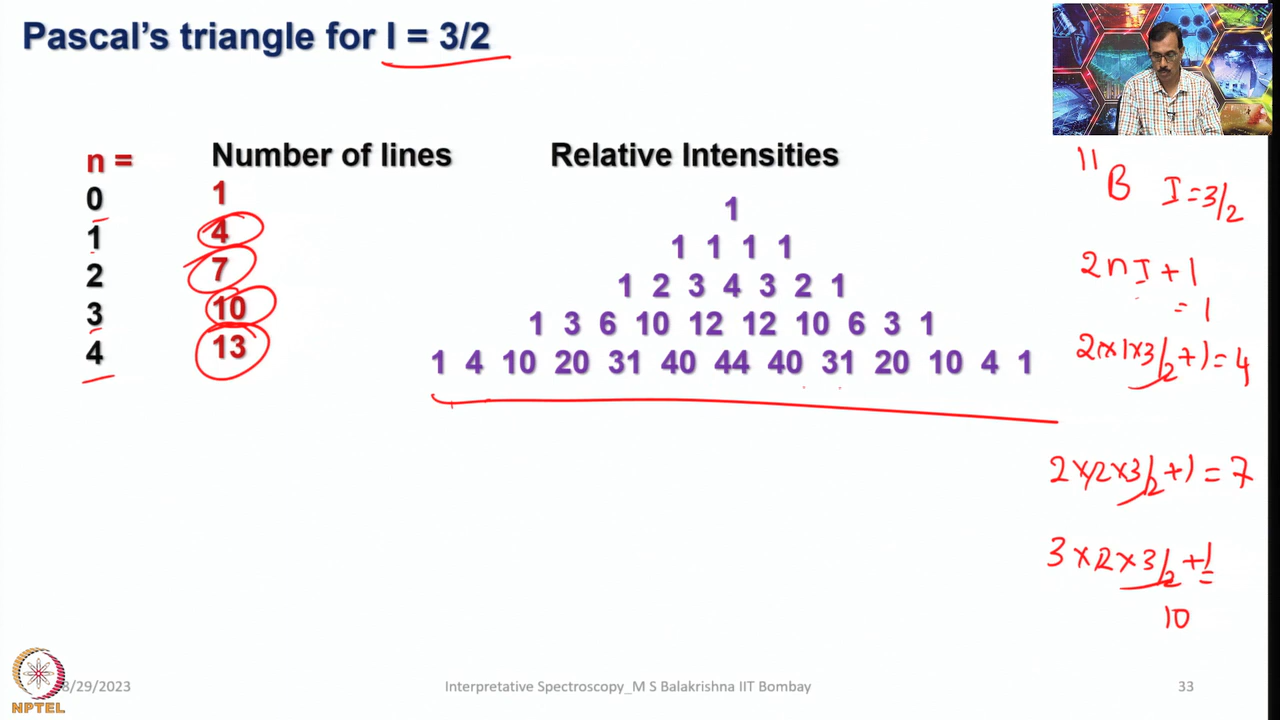 Pascal's triangle for I = 3/2
n = Number of lines Relative Intensities
0 1 1
1 4 1 1 1 1
2 7 1 2 3 4 3 2 1
3 10 1 3 6 10 12 12 10 6 3 1
4 13 1 4 10 20 31 40 44 40 31 20 10 4 1
11B I = 3/2
2nI + 1
= 1
2×1×3/2+1 = 4
2×2×3/2+1 = 7
3×2×3/2+1=
10
8/29/2023 Interpretative Spectroscopy_M S Balakrishna IIT Bombay 33
NPTEL